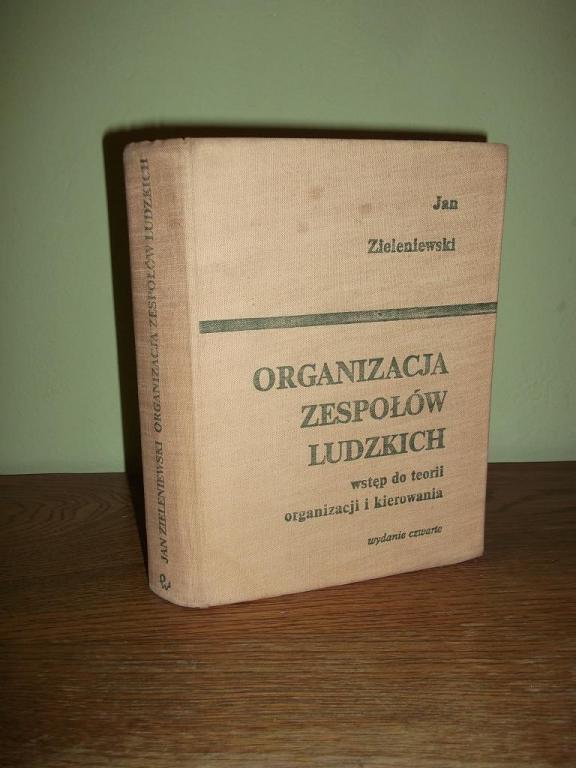 Jan
Zieleniewski
ORGANIZACJA
ZESPOŁÓW
LUDZKICH
wstęp do teorii
organizacji i kierowania
wydanie czwarte
JAN ZIELENIEWSKI ORGANIZACJA ZESPOŁÓW LUDZKICH